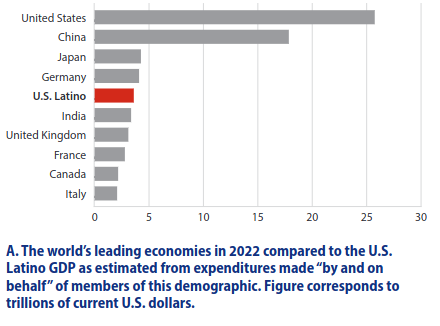 United States
China
Japan
Germany
U.S. Latino
India
United Kingdom
France
Canada
Italy
0 5 10 15 20 25 30
A. The world’s leading economies in 2022 compared to the U.S.
Latino GDP as estimated from expenditures made “by and on
behalf” of members of this demographic. Figure corresponds to
trillions of current U.S. dollars.